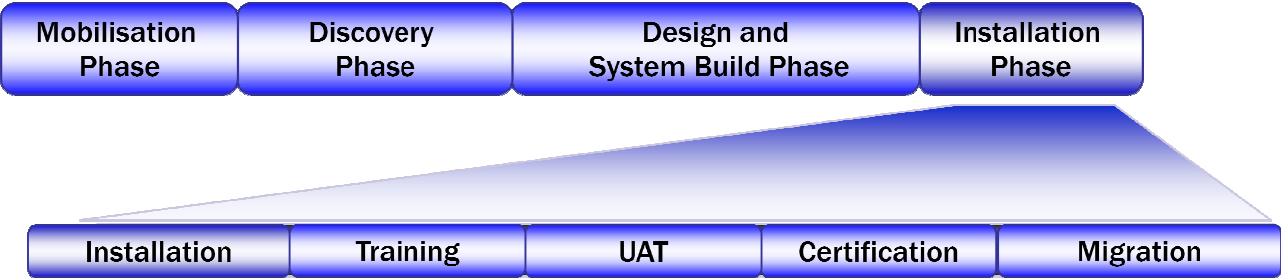 Mobilisation
Phase
Discovery
Phase
Design and
System Build Phase
Installation
Phase
Installation
Training
UAT
Certification
Migration